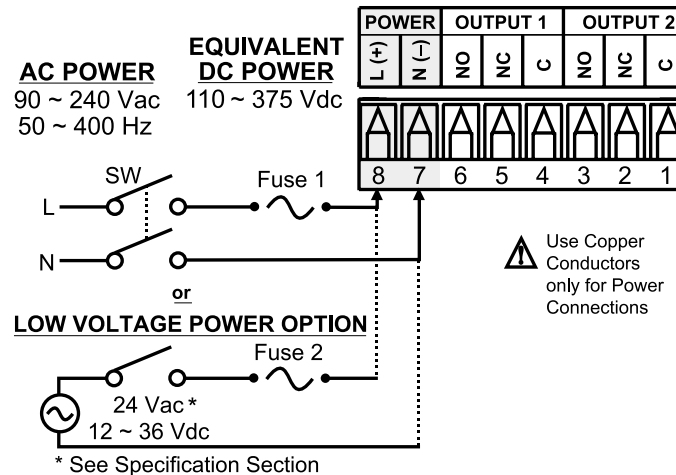 POWER OUTPUT 1 OUTPUT 2
L (+) N (−) NO NC C NO NC C
8 7 6 5 4 3 2 1
AC POWER
90 ~ 240 Vac
50 ~ 400 Hz
EQUIVALENT
DC POWER
110 ~ 375 Vdc
SW
Fuse 1
L
N
or
LOW VOLTAGE POWER OPTION
Fuse 2
24 Vac *
12 ~ 36 Vdc
* See Specification Section
Use Copper
Conductors
only for Power
Connections